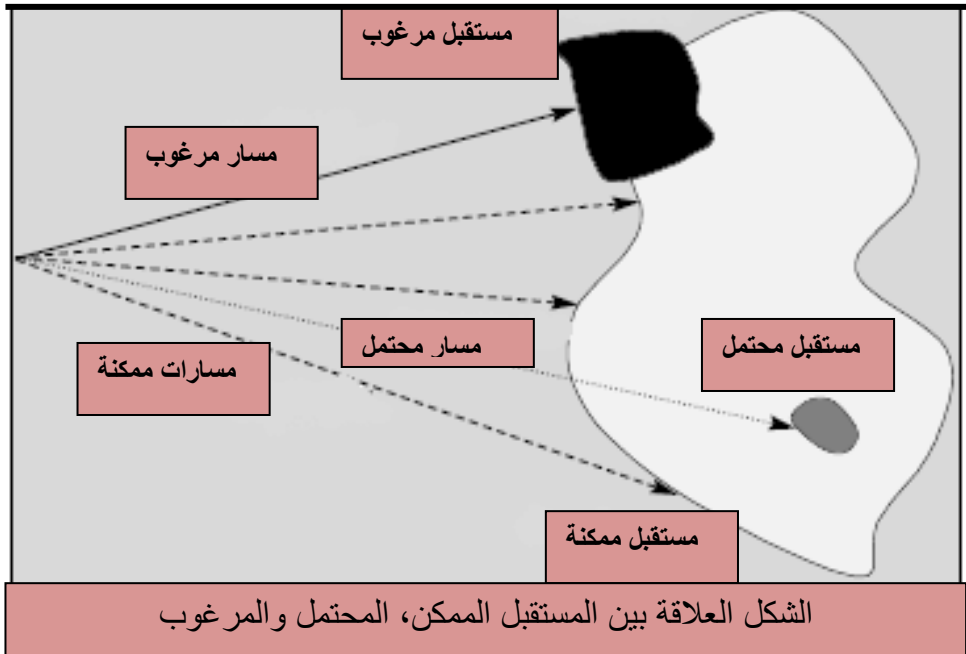 مستقبل مرغوب
مسار مرغوب
مسار محتمل
مستقبل محتمل
مسارات ممكنة
مستقبل ممكنة
الشكل العلاقة بين المستقبل الممكن، المحتمل والمرغوب